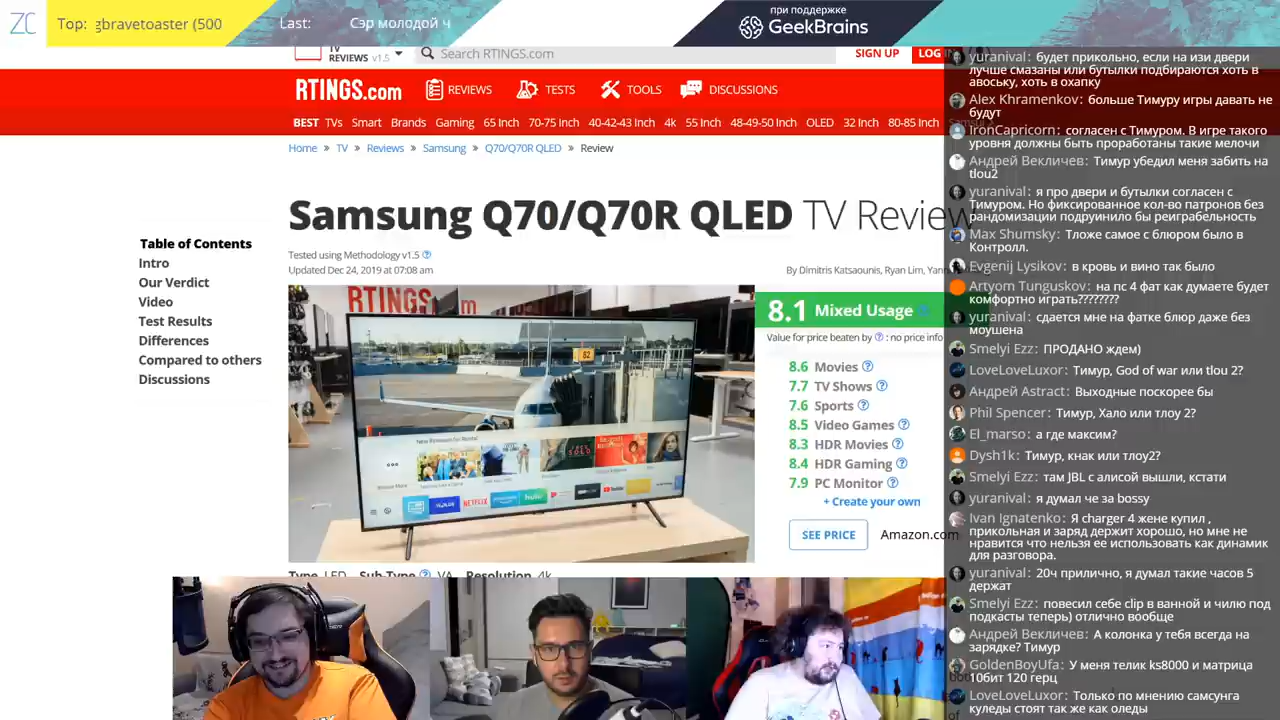 ZC
Top: gbravetoaster (500
Last: Сэр молодой ч
при поддержке
GeekBrains
REVIEWS v1.5
Search RTINGS.com
SIGN UP
LOG
RTINGS.com
REVIEWS
TESTS
TOOLS
DISCUSSIONS
BEST TVs Smart Brands Gaming 65 Inch 70-75 Inch 40-42-43 Inch 4k 55 Inch 48-49-50 Inch OLED 32 Inch 80-85 Inch
Home » TV » Reviews » Samsung » Q70/Q70R QLED » Review
Samsung Q70/Q70R QLED TV Review
Tested using Methodology v1.5
Updated Dec 24, 2019 at 07:08 am
By Dimitris Katsaounis, Ryan Lim, Yann
Table of Contents
Intro
Our Verdict
Video
Test Results
Differences
Compared to others
Discussions
RTINGS
62
NETFLIX
hulu
8.1 Mixed Usage
Value for price beaten by : no price info
8.6 Movies
7.7 TV Shows
7.6 Sports
8.5 Video Games
8.3 HDR Movies
8.4 HDR Gaming
7.9 PC Monitor
+ Create your own
SEE PRICE
Amazon.com
Type LED Sub-Type VA Resolution 4k
yuranival: будет прикольно, если на изи двери
лучше смазаны или бутылки подбираются хоть в
авоську, хоть в охапку
Alex Khramenkov: больше Тимуру игры давать не
будут
IronCapricorn: согласен с Тимуром. В игре такого
уровня должны быть проработаны такие мелочи
Андрей Векличев: Тимур убедил меня забить на
tlou2
yuranival: я про двери и бутылки согласен с
Тимуром. Но фиксированное кол-во патронов без
рандомизации подруинило бы реиграбельность
Max Shumsky: Тложе самое с блюром было в
Контролл.
Evgenij Lysikov: в кровь и вино так было
Artyom Tunguskov: на пс 4 фат как думаете будет
комфортно играть????????
yuranival: сдается мне на фатке блюр даже без
моушена
Smelyi Ezz: ПРОДАНО ждем)
LoveLoveLuxor: Тимур, God of war или tlou 2?
Андрей Astract: Выходные поскорее бы
Phil Spencer: Тимур, Хало или тлоу 2?
El_marso: а где максим?
Dysh1k: Тимур, кнак или тлоу2?
Smelyi Ezz: там JBL с алисой вышли, кстати
yuranival: я думал че за bossy
Ivan Ignatenko: Я charger 4 жене купил ,
прикольная и заряд держит хорошо, но мне не
нравится что нельзя ее использовать как динамик
для разговора.
yuranival: 20ч прилично, я думал такие часов 5
держат
Smelyi Ezz: повесил себе clip в ванной и чилю под
подкасты теперь) отлично вообще
Андрей Векличев: А колонка у тебя всегда на
зарядке? Тимур
GoldenBoyUfa: У меня телик ks8000 и матрица
10бит 120 герц
LoveLoveLuxor: Только по мнению самсунга
куледы стоят так же как оледы